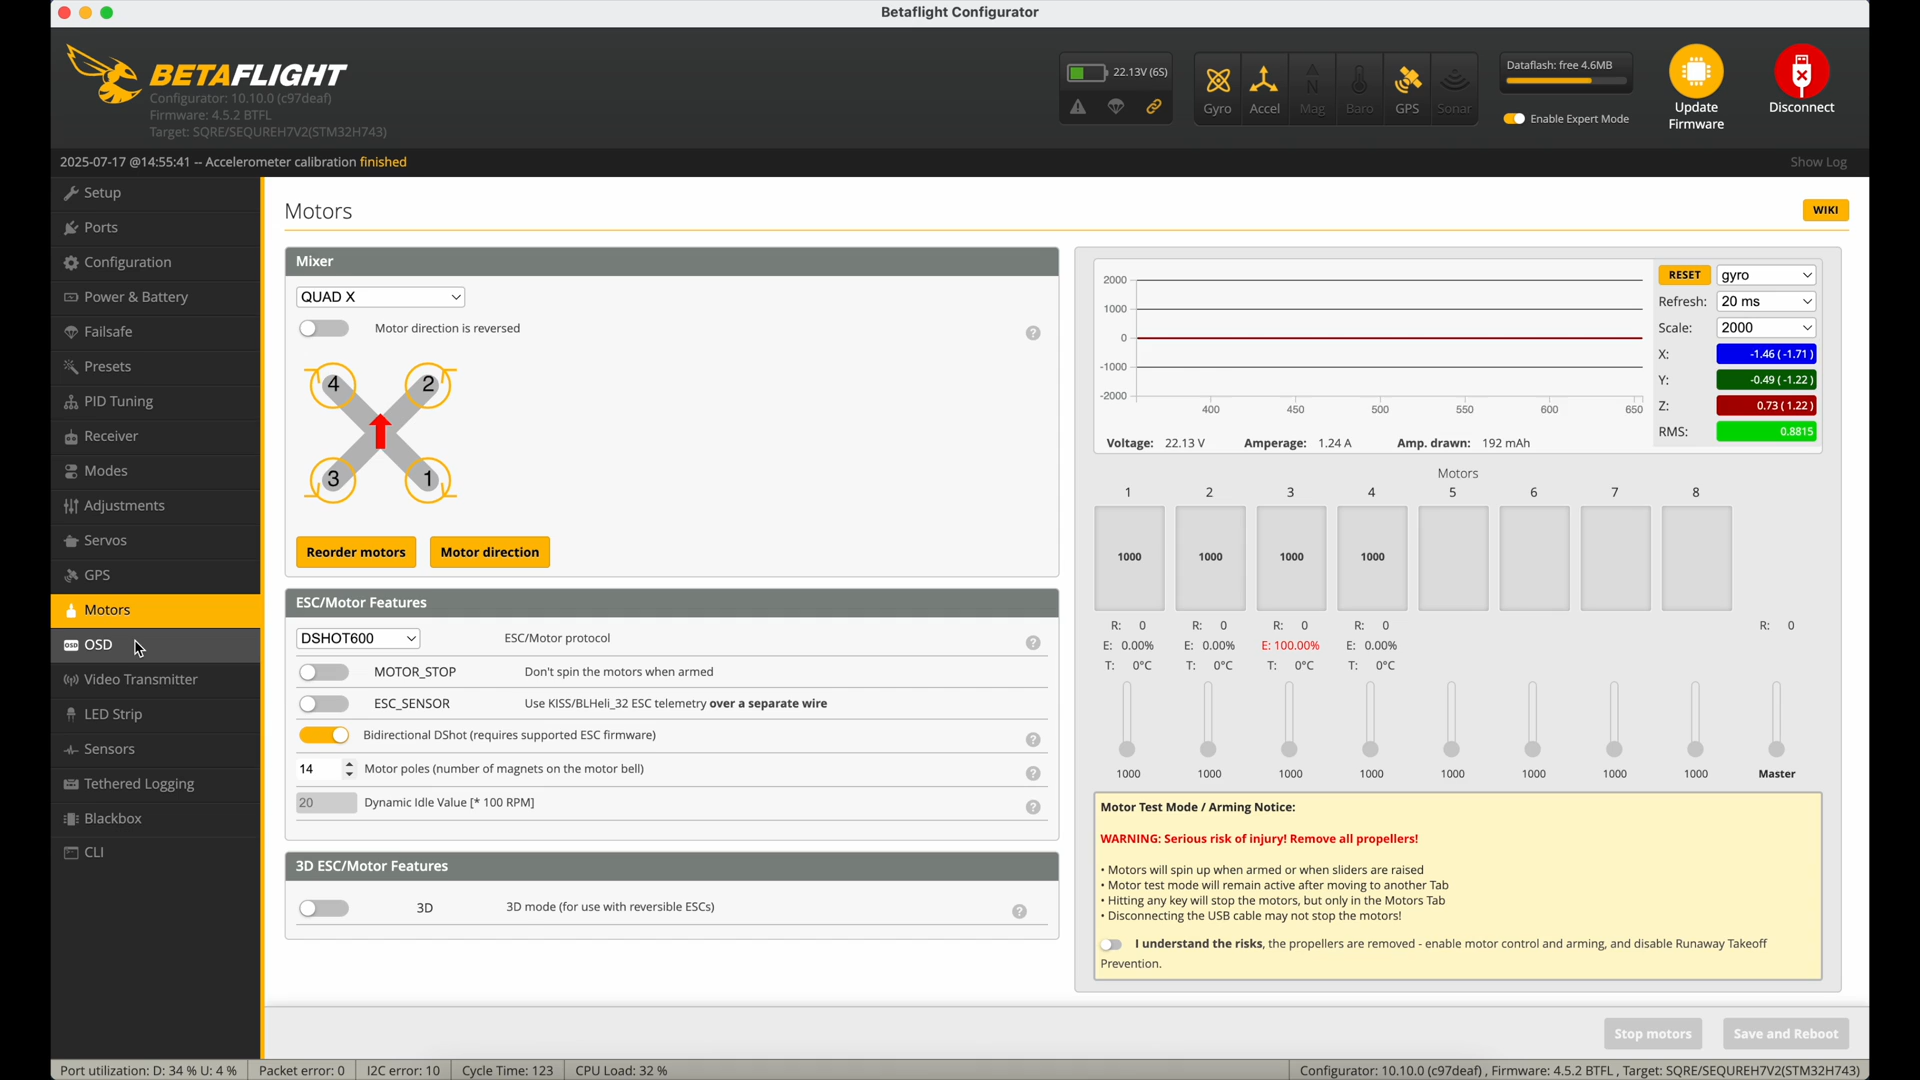 Betaflight Configurator
BETAFLIGHT
Configurator: 10.10.0 (c97deaf)
Firmware: 4.5.2 BTFL
Target: SQRE/SEQUREH7V2(STM32H743)
22.13V (6S)
Gyro
Accel
Mag
Baro
GPS
Sonar
Dataflash: free 4.6MB
Enable Expert Mode
Update
Firmware
Disconnect
2025-07-17 @14:55:41 -- Accelerometer calibration finished
Show Log
Setup
Ports
Configuration
Power & Battery
Failsafe
Presets
PID Tuning
Receiver
Modes
Adjustments
Servos
GPS
Motors
OSD OSD
Video Transmitter
LED Strip
Sensors
Tethered Logging
Blackbox
CLI
Motors
WIKI
Mixer
QUAD X
Motor direction is reversed
?
4 2
3 1
Reorder motors
Motor direction
ESC/Motor Features
DSHOT600 ESC/Motor protocol ?
MOTOR_STOP Don't spin the motors when armed
ESC_SENSOR Use KISS/BLHeli_32 ESC telemetry over a separate wire
Bidirectional DShot (requires supported ESC firmware) ?
14 Motor poles (number of magnets on the motor bell) ?
20 Dynamic Idle Value [* 100 RPM] ?
3D ESC/Motor Features
3D 3D mode (for use with reversible ESCs) ?
2000
1000
0
-1000
-2000
400 450 500 550 600 650
Voltage: 22.13 V Amperage: 1.24 A Amp. drawn: 192 mAh
RESET gyro
Refresh: 20 ms
Scale: 2000
X: -1.46 (-1.71)
Y: -0.49 (-1.22)
Z: 0.73 (1.22)
RMS: 0.8815
Motors
1 2 3 4 5 6 7 8
1000 1000 1000 1000
R: 0 R: 0 R: 0 R: 0 R: 0
E: 0.00% E: 0.00% E: 100.00% E: 0.00%
T: 0°C T: 0°C T: 0°C T: 0°C
1000 1000 1000 1000 1000 1000 1000 1000 Master
Motor Test Mode / Arming Notice:
WARNING: Serious risk of injury! Remove all propellers!
• Motors will spin up when armed or when sliders are raised
• Motor test mode will remain active after moving to another Tab
• Hitting any key will stop the motors, but only in the Motors Tab
• Disconnecting the USB cable may not stop the motors!
I understand the risks, the propellers are removed - enable motor control and arming, and disable Runaway Takeoff
Prevention.
Stop motors
Save and Reboot
Port utilization: D: 34 % U: 4 % Packet error: 0 I2C error: 10 Cycle Time: 123 CPU Load: 32 %
Configurator: 10.10.0 (c97deaf) , Firmware: 4.5.2 BTFL , Target: SQRE/SEQUREH7V2(STM32H743)